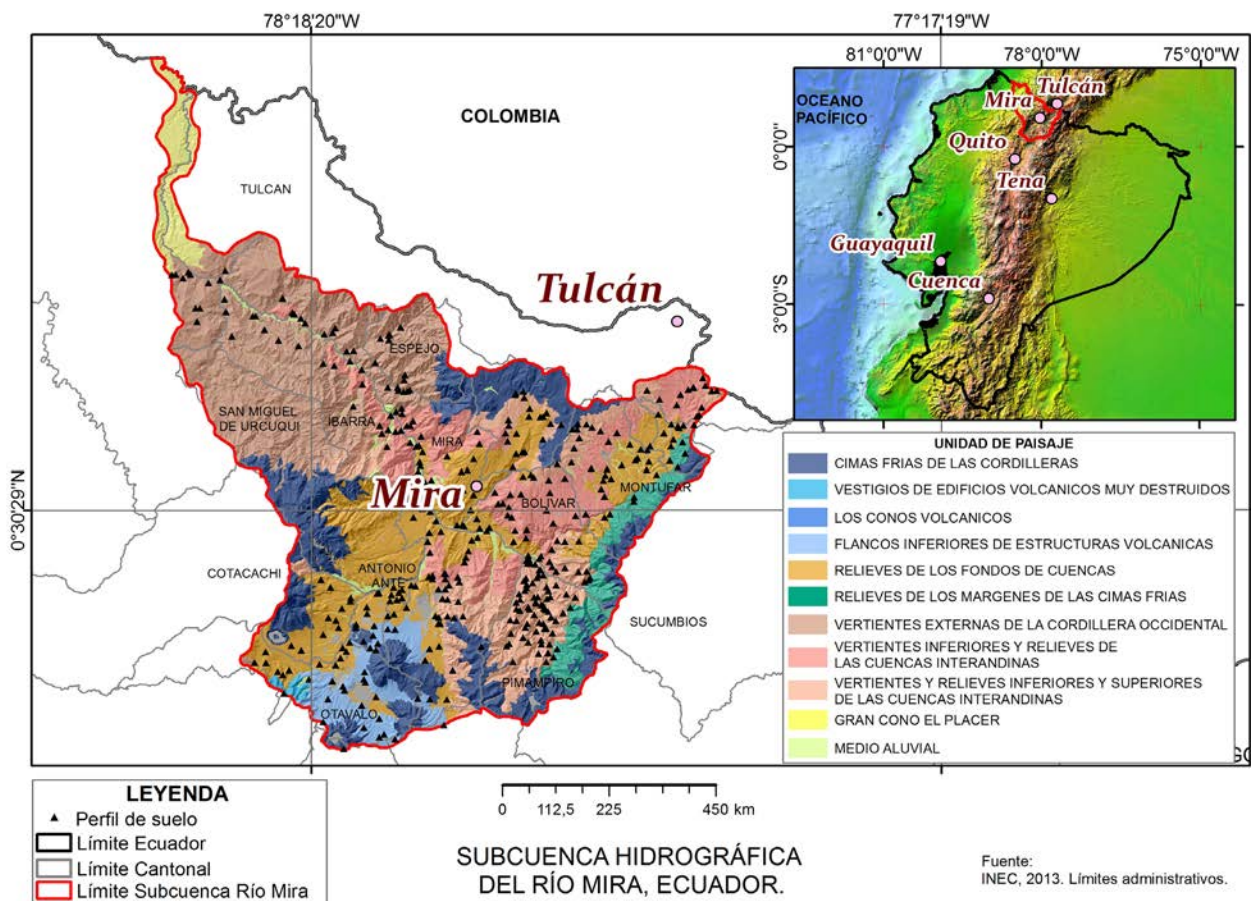 78°18'20"W
77°17'19"W
81°0'0"W
78°0'0"W
75°0'0"W
OCEANO
PACÍFICO
Mira
Tulcán
Quito
Tena
Guayaquil
Cuenca
0°0'0"
3°0'0"S
COLOMBIA
TULCAN
Tulcán
ESPEJO
SAN MIGUEL
DE URCUQUI
IBARRA
MIRA
Mira
BOLIVAR
MONTUFAR
0°30'29"N
COTACACHI
ANTONIO
ANTE
SUCUMBIOS
PIMAMPIRO
OTAVALO
UNIDAD DE PAISAJE
CIMAS FRIAS DE LAS CORDILLERAS
VESTIGIOS DE EDIFICIOS VOLCANICOS MUY DESTRUIDOS
LOS CONOS VOLCANICOS
FLANCOS INFERIORES DE ESTRUCTURAS VOLCANICAS
RELIEVES DE LOS FONDOS DE CUENCAS
RELIEVES DE LOS MARGENES DE LAS CIMAS FRIAS
VERTIENTES EXTERNAS DE LA CORDILLERA OCCIDENTAL
VERTIENTES INFERIORES Y RELIEVES DE
LAS CUENCAS INTERANDINAS
VERTIENTES Y RELIEVES INFERIORES Y SUPERIORES
DE LAS CUENCAS INTERANDINAS
GRAN CONO EL PLACER
MEDIO ALUVIAL
LEYENDA
Perfil de suelo
Límite Ecuador
Límite Cantonal
Límite Subcuenca Río Mira
0 112,5 225 450 km
SUBCUENCA HIDROGRÁFICA
DEL RÍO MIRA, ECUADOR.
Fuente:
INEC, 2013. Límites administrativos.